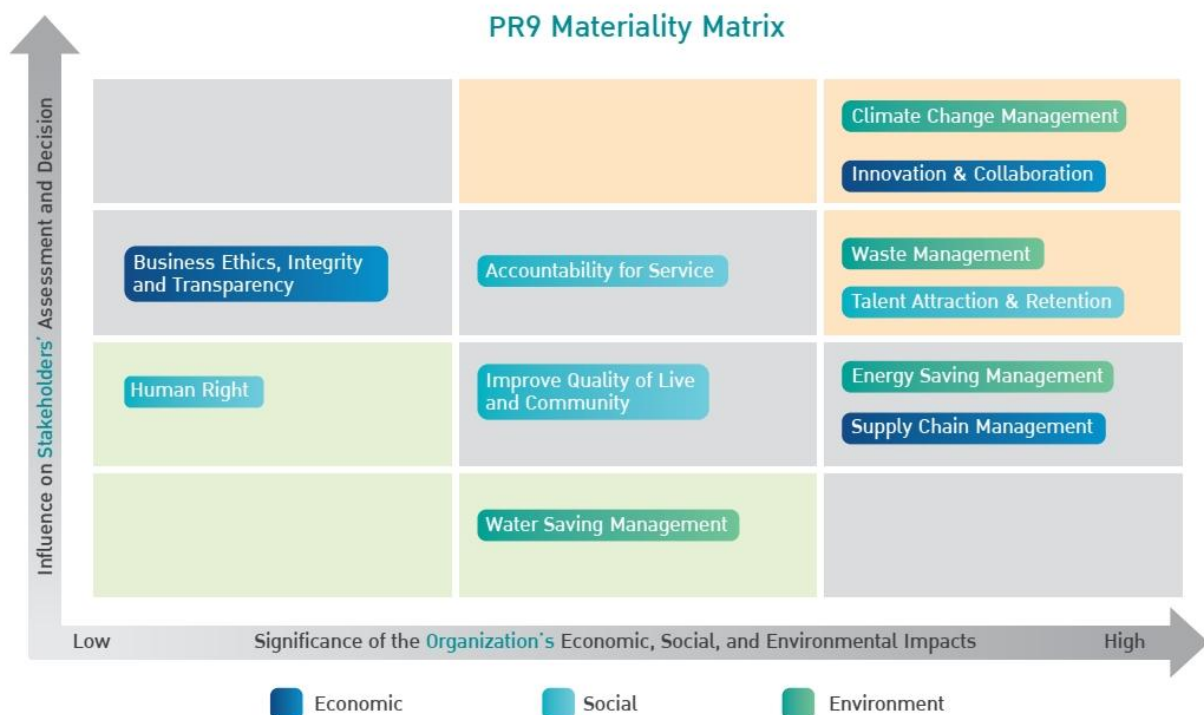 PR9 Materiality Matrix
Influence on Stakeholders' Assessment and Decision
Climate Change Management
Innovation & Collaboration
Business Ethics, Integrity
and Transparency
Accountability for Service
Waste Management
Talent Attraction & Retention
Human Right
Improve Quality of Live
and Community
Energy Saving Management
Supply Chain Management
Water Saving Management
Low
Significance of the Organization's Economic, Social, and Environmental Impacts
High
Economic
Social
Environment